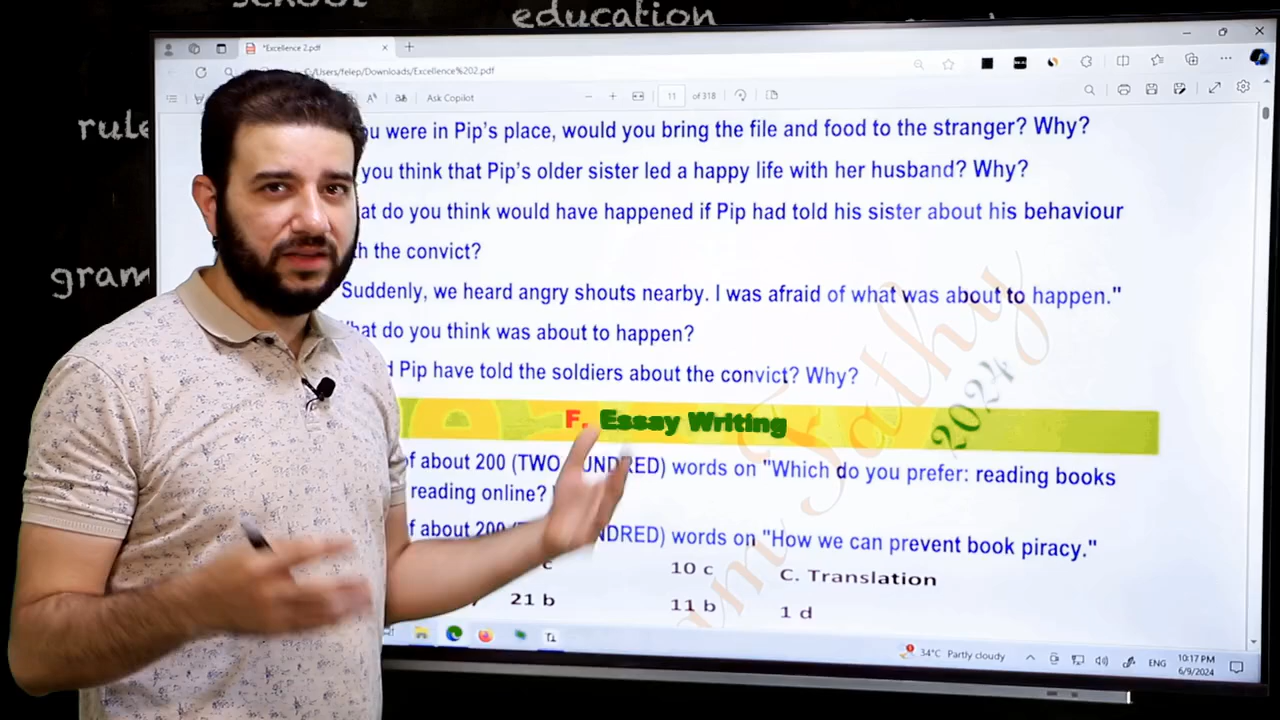 school
education
rule
gram
*Excellence 2.pdf
C:/Users/felep/Downloads/Excellence%202.pdf
Ask Copilot
11 of 318
u were in Pip's place, would you bring the file and food to the stranger? Why?
you think that Pip's older sister led a happy life with her husband? Why?
at do you think would have happened if Pip had told his sister about his behaviour
th the convict?
Suddenly, we heard angry shouts nearby. I was afraid of what was about to happen."
hat do you think was about to happen?
d Pip have told the soldiers about the convict? Why?
F. Essay Writing
of about 200 (TWO HUNDRED) words on "Which do you prefer: reading books
reading online?
of about 200 NDRED) words on "How we can prevent book piracy."
c 10 c C. Translation
21 b 11 b 1 d
Fathy
2024
34°C Partly cloudy ENG 10:17 PM
6/9/2024